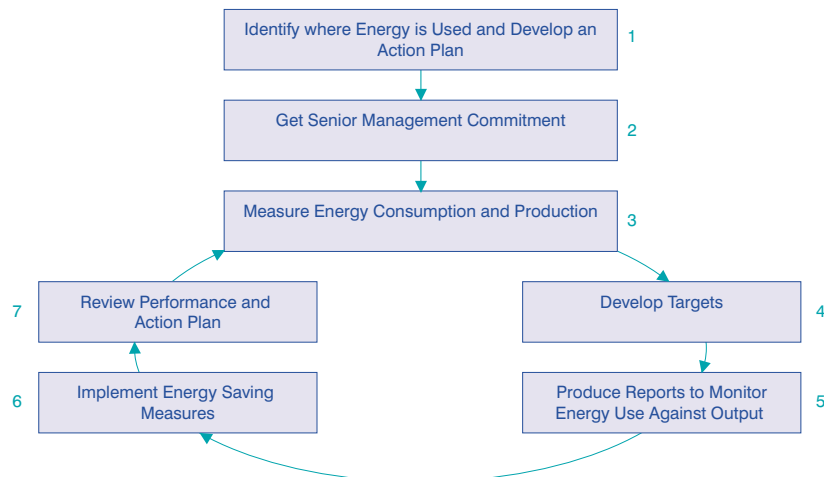 Identify where Energy is Used and Develop an
Action Plan
1
Get Senior Management Commitment
2
Measure Energy Consumption and Production
3
Review Performance and
Action Plan
7
Develop Targets
4
Implement Energy Saving
Measures
6
Produce Reports to Monitor
Energy Use Against Output
5